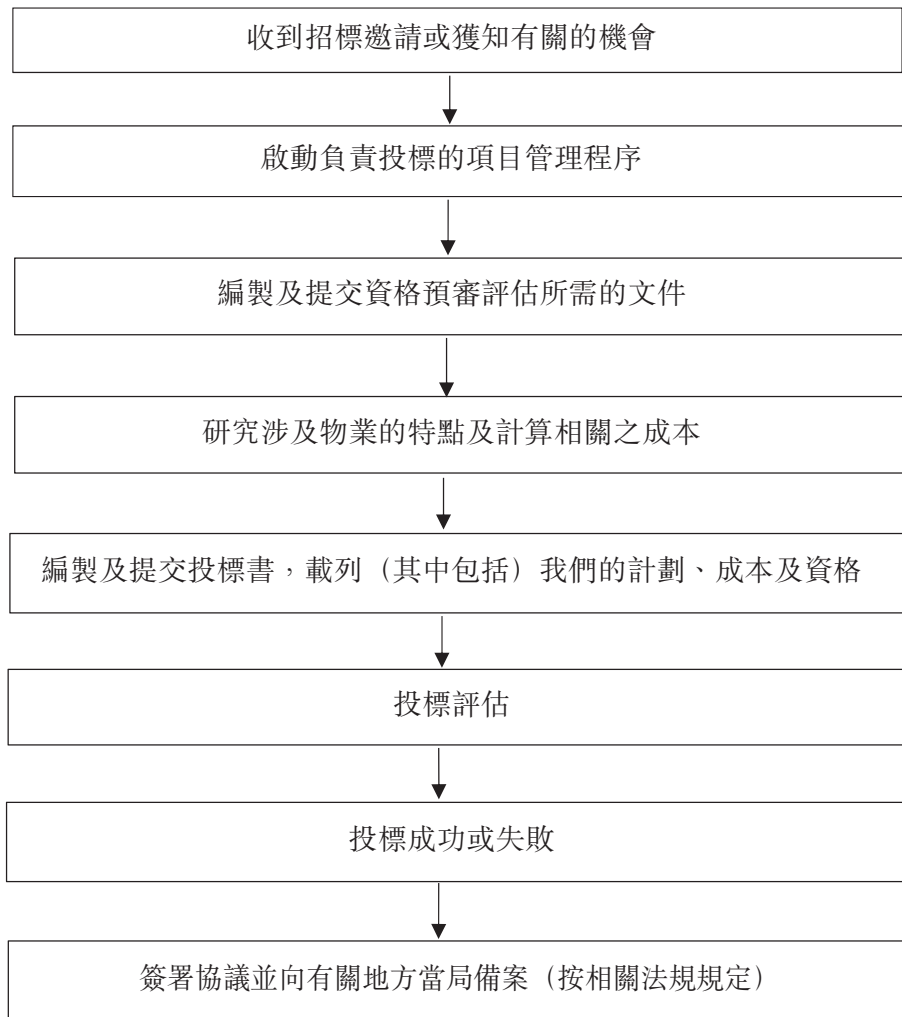 收到招標邀請或獲知有關的機會
啟動負責投標的項目管理程序
編製及提交資格預審評估所需的文件
研究涉及物業的特點及計算相關之成本
編製及提交投標書，載列（其中包括）我們的計劃、成本及資格
投標評估
投標成功或失敗
簽署協議並向有關地方當局備案（按相關法規規定）